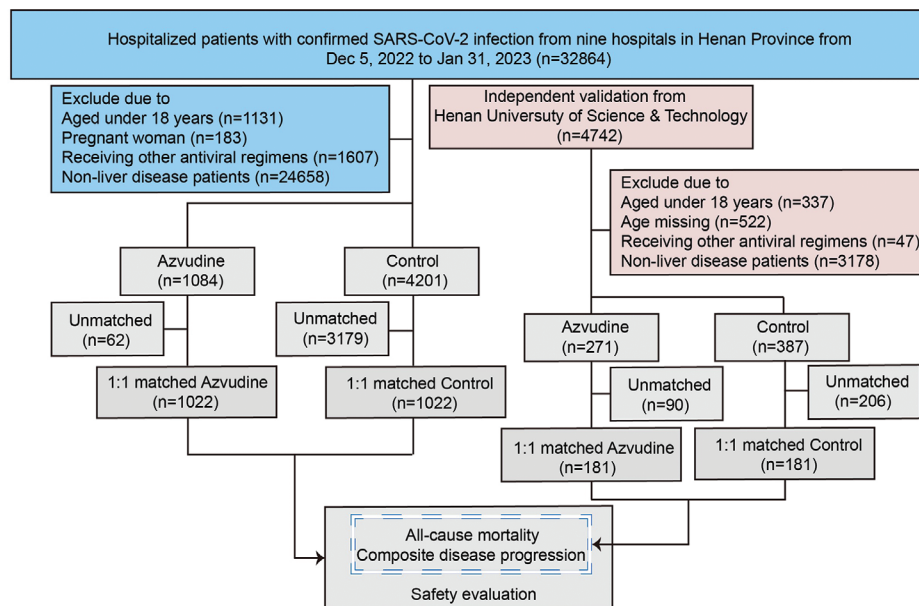 Hospitalized patients with confirmed SARS-CoV-2 infection from nine hospitals in Henan Province from
Dec 5, 2022 to Jan 31, 2023 (n=32864)
Exclude due to
Aged under 18 years (n=1131)
Pregnant woman (n=183)
Receiving other antiviral regimens (n=1607)
Non-liver disease patients (n=24658)
Independent validation from
Henan Universuty of Science & Technology
(n=4742)
Exclude due to
Aged under 18 years (n=337)
Age missing (n=522)
Receiving other antiviral regimens (n=47)
Non-liver disease patients (n=3178)
Azvudine
(n=1084)
Control
(n=4201)
Unmatched
(n=62)
Unmatched
(n=3179)
1:1 matched Azvudine
(n=1022)
1:1 matched Control
(n=1022)
Azvudine
(n=271)
Control
(n=387)
Unmatched
(n=90)
Unmatched
(n=206)
1:1 matched Azvudine
(n=181)
1:1 matched Control
(n=181)
All-cause mortality
Composite disease progression
Safety evaluation